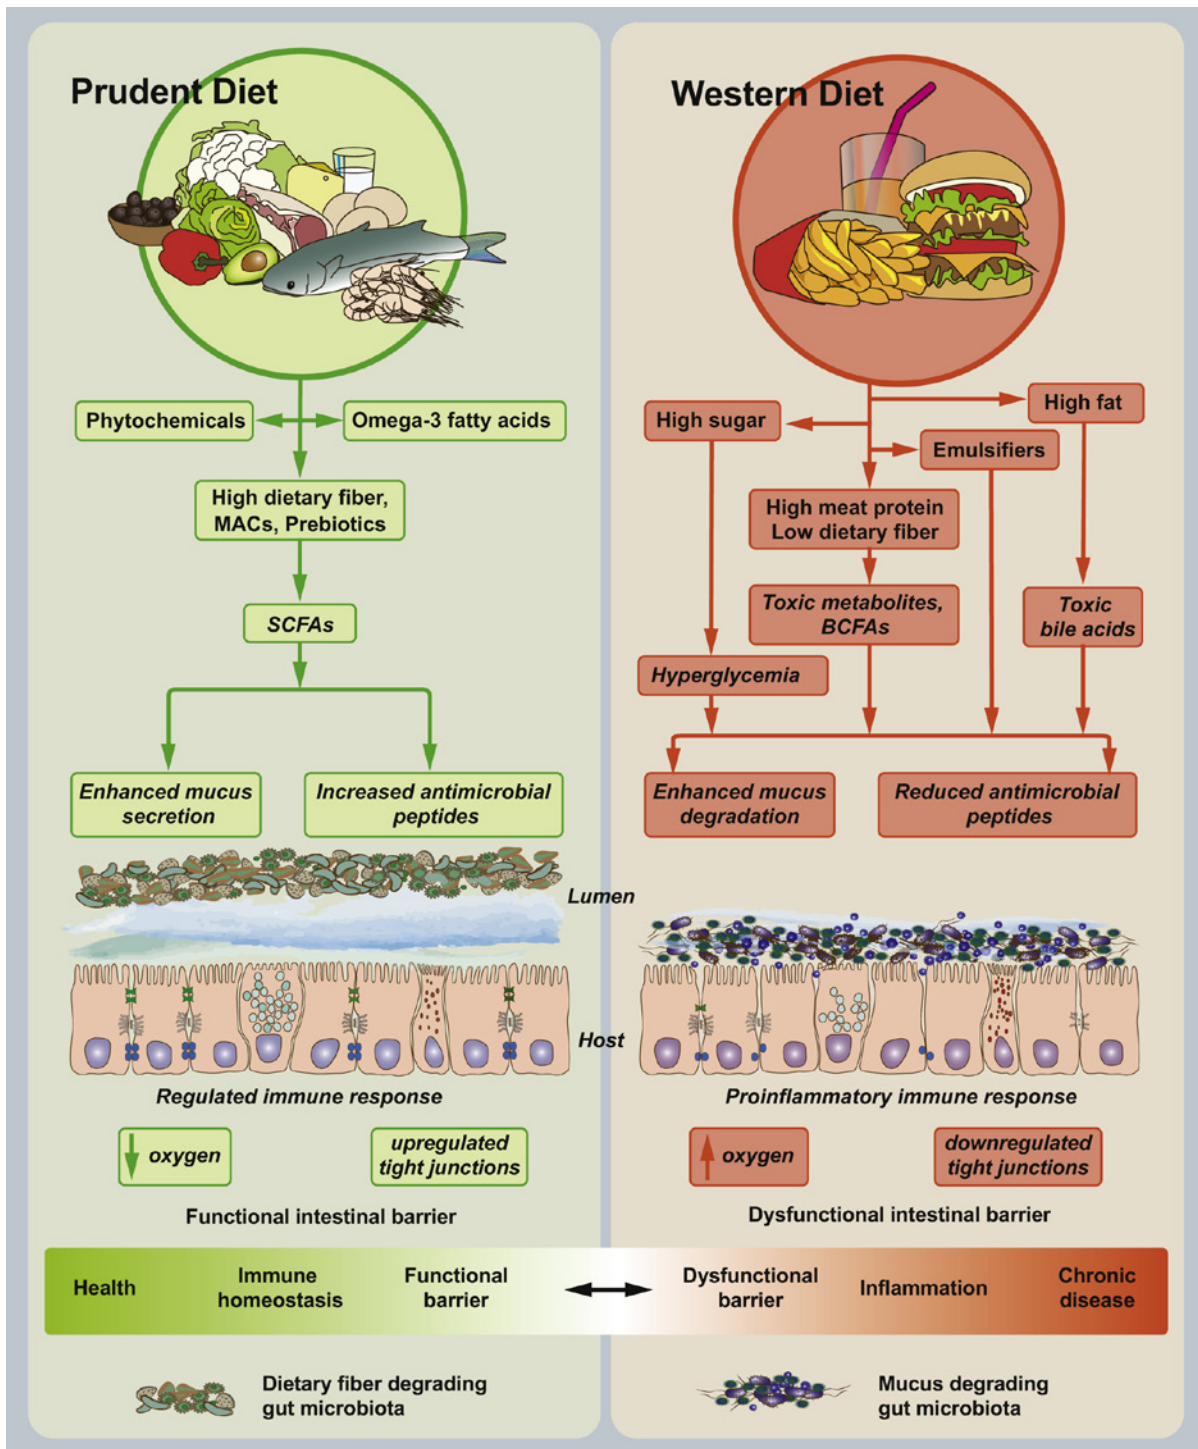 Prudent Diet
Phytochemicals
Omega-3 fatty acids
High dietary fiber,
MACs, Prebiotics
SCFAs
Enhanced mucus
secretion
Increased antimicrobial
peptides
Western Diet
High sugar
High fat
Emulsifiers
High meat protein
Low dietary fiber
Toxic metabolites,
BCFAs
Toxic
bile acids
Hyperglycemia
Enhanced mucus
degradation
Reduced antimicrobial
peptides
Lumen
Host
Regulated immune response
oxygen
upregulated
tight junctions
Functional intestinal barrier
Proinflammatory immune response
oxygen
downregulated
tight junctions
Dysfunctional intestinal barrier
Health
Immune
homeostasis
Functional
barrier
Dysfunctional
barrier
Inflammation
Chronic
disease
Dietary fiber degrading
gut microbiota
Mucus degrading
gut microbiota